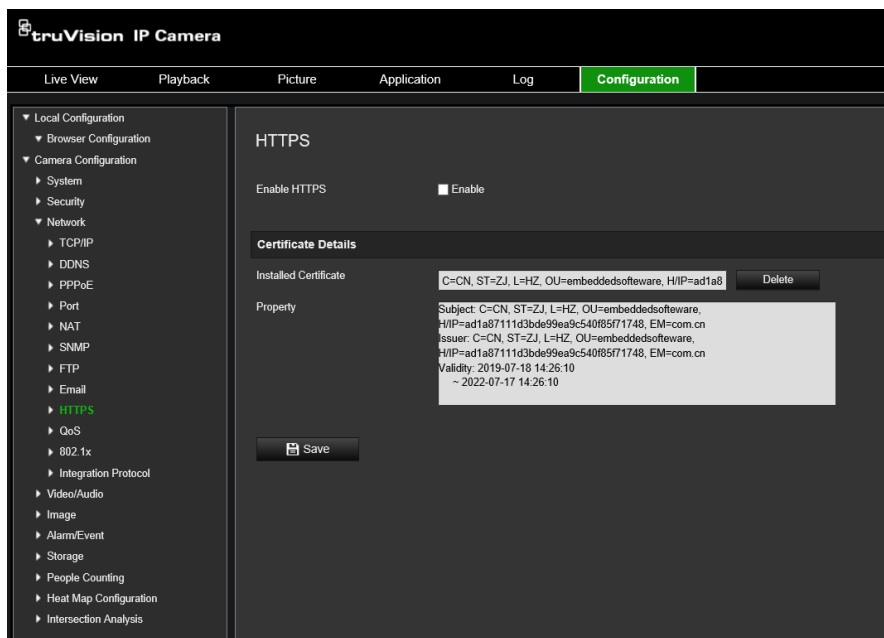 truVision IP Camera
Live View Playback Picture Application Log Configuration
Local Configuration
Browser Configuration
Camera Configuration
System
Security
Network
TCP/IP
DDNS
PPPoE
Port
NAT
SNMP
FTP
Email
HTTPS
QoS
802.1x
Integration Protocol
Video/Audio
Image
Alarm/Event
Storage
People Counting
Heat Map Configuration
Intersection Analysis
HTTPS
Enable HTTPS Enable
Certificate Details
Installed Certificate C=CN, ST=ZJ, L=HZ, OU=embeddedsofteware, H/IP=ad1a8 Delete
Property
Subject: C=CN, ST=ZJ, L=HZ, OU=embeddedsofteware,
H/IP=ad1a87111d3bde99ea9c540f85f71748, EM=com.cn
Issuer: C=CN, ST=ZJ, L=HZ, OU=embeddedsofteware,
H/IP=ad1a87111d3bde99ea9c540f85f71748, EM=com.cn
Validity: 2019-07-18 14:26:10
~ 2022-07-17 14:26:10
Save